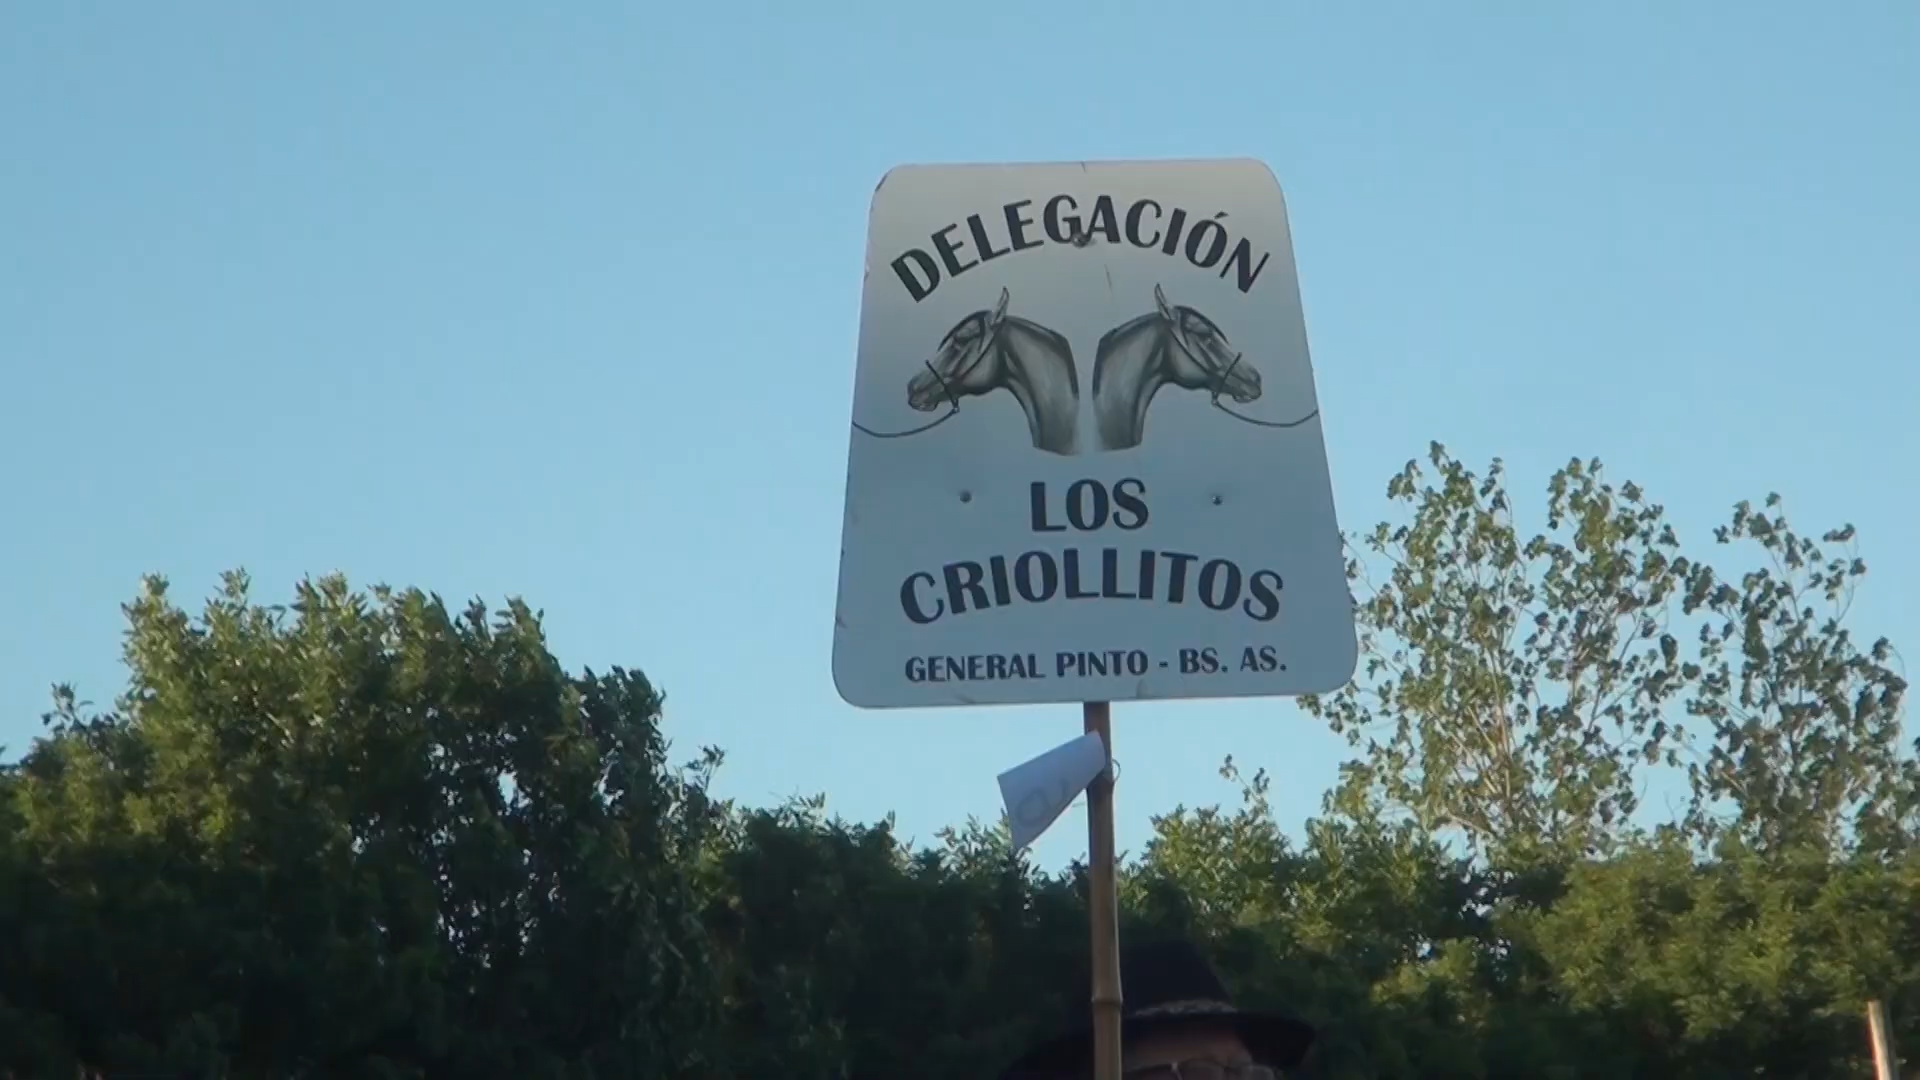 DELEGACIÓN
LOS
CRIOLLITOS
GENERAL PINTO - BS. AS.